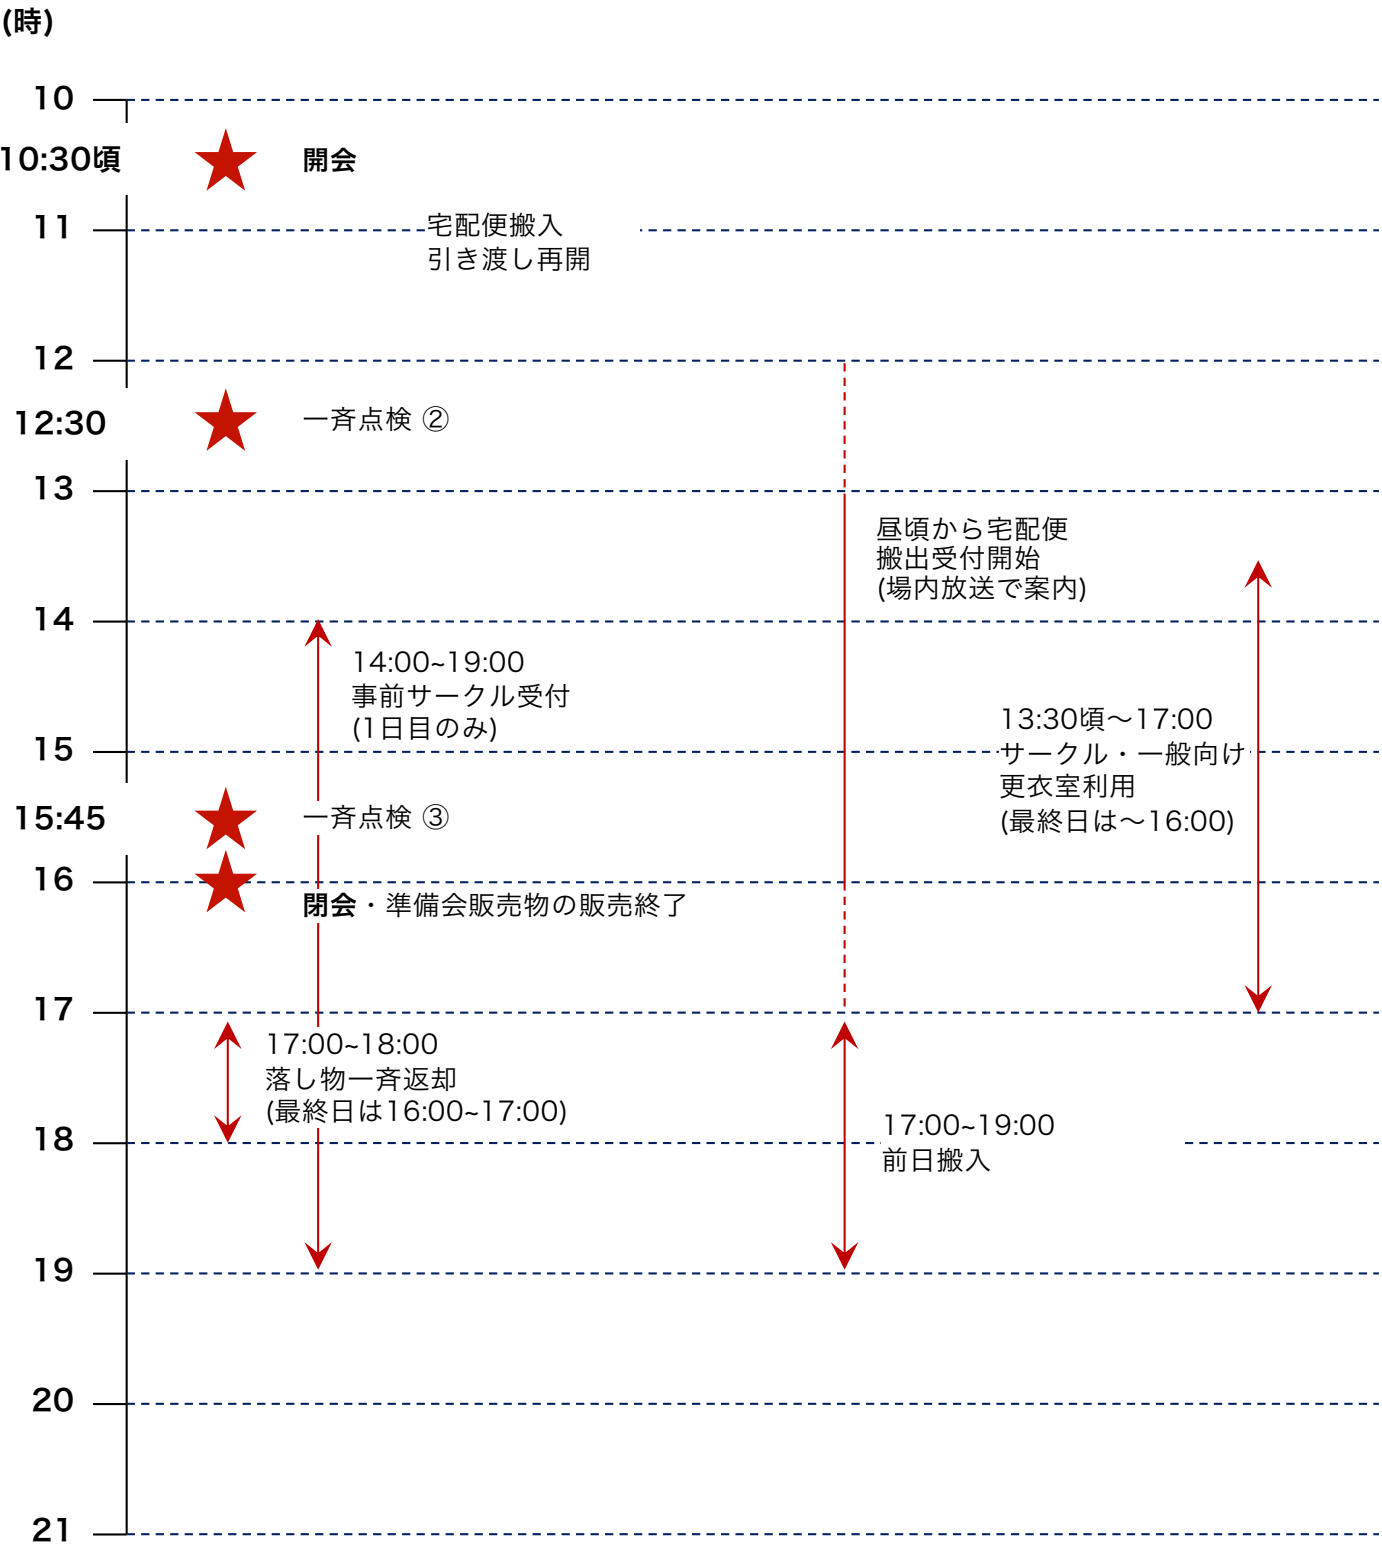 (時)
10
10:30頃
開会
11
宅配便搬入
引き渡し再開
12
12:30
一斉点検 ②
13
昼頃から宅配便
搬出受付開始
(場内放送で案内)
14
14:00~19:00
事前サークル受付
(1日目のみ)
13:30頃〜17:00
サークル・一般向け
更衣室利用
(最終日は〜16:00)
15
15:45
一斉点検 ③
16
閉会・準備会販売物の販売終了
17
17:00~18:00
落し物一斉返却
(最終日は16:00~17:00)
17:00~19:00
前日搬入
18
19
20
21